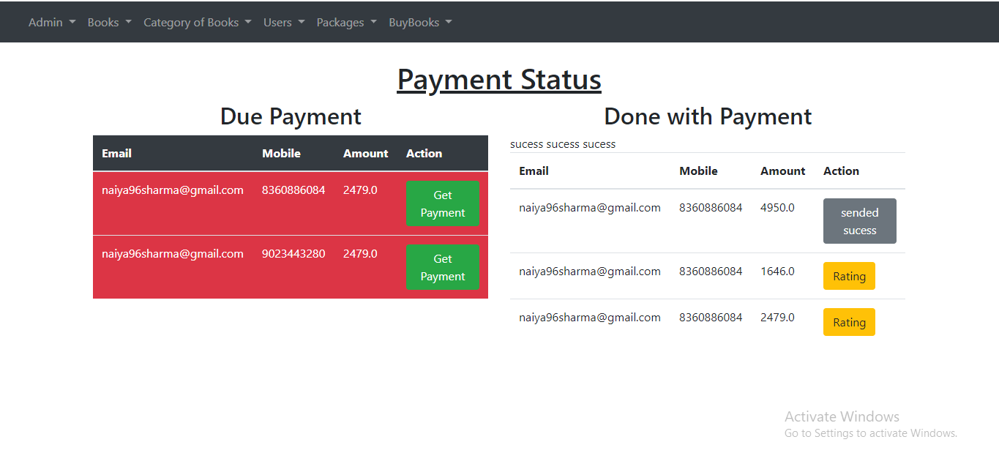 Admin Books Category of Books Users Packages BuyBooks
Payment Status
Due Payment
Email Mobile Amount Action
naiya96sharma@gmail.com 8360886084 2479.0 Get
Payment
naiya96sharma@gmail.com 9023443280 2479.0 Get
Payment
Done with Payment
sucess sucess sucess
Email Mobile Amount Action
naiya96sharma@gmail.com 8360886084 4950.0 sended
sucess
naiya96sharma@gmail.com 8360886084 1646.0 Rating
naiya96sharma@gmail.com 8360886084 2479.0 Rating
Activate Windows
Go to Settings to activate Windows.